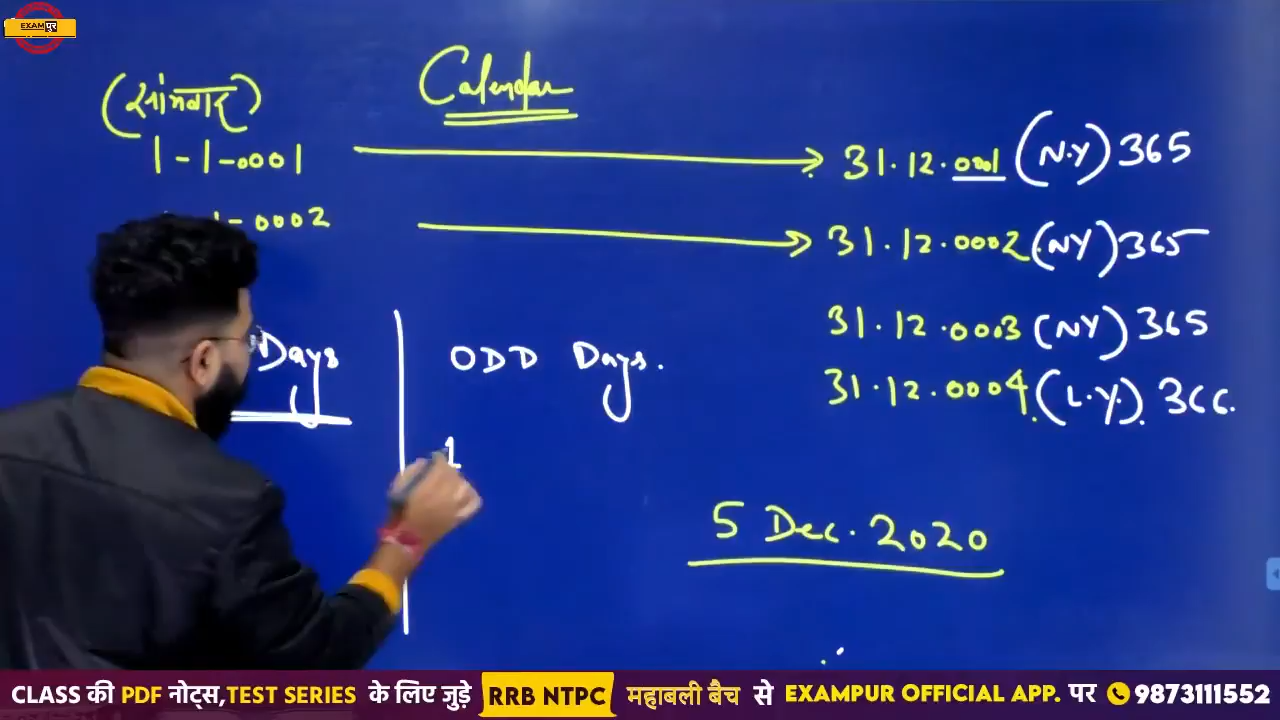 EXAM पुर
Calendar
1-1-0001 → 31.12.0001 (N.Y) 365
1-0002 → 31.12.0002 (NY) 365
31.12.0003 (NY) 365
31.12.0004 (L.Y.) 366.
Days
ODD Days.
1
5 Dec. 2020
CLASS की PDF नोट्स, TEST SERIES के लिए जुड़े RRB NTPC महाबली बैच से EXAMPUR OFFICIAL APP. पर 9873111552